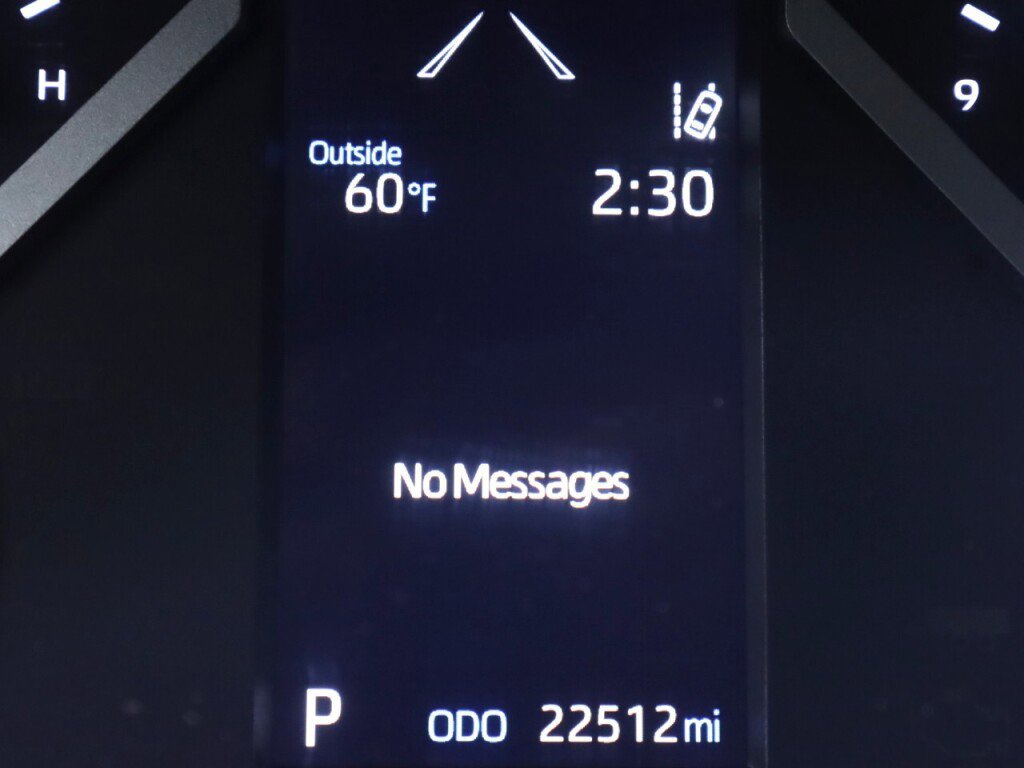 H
9
Outside
60°F
2:30
No Messages
P ODO 22512 mi